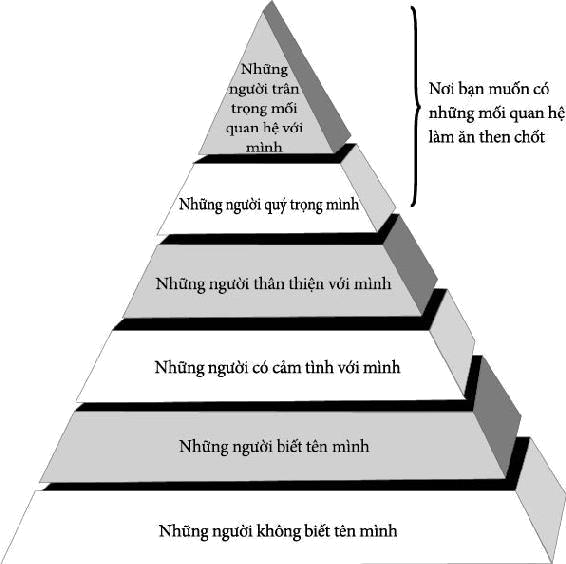 Những
người trân
trọng mối
quan hệ với
mình
Nơi bạn muốn có
những mối quan hệ
làm ăn then chốt
Những người quý trọng mình
Những người thân thiện với mình
Những người có cảm tình với mình
Những người biết tên mình
Những người không biết tên mình